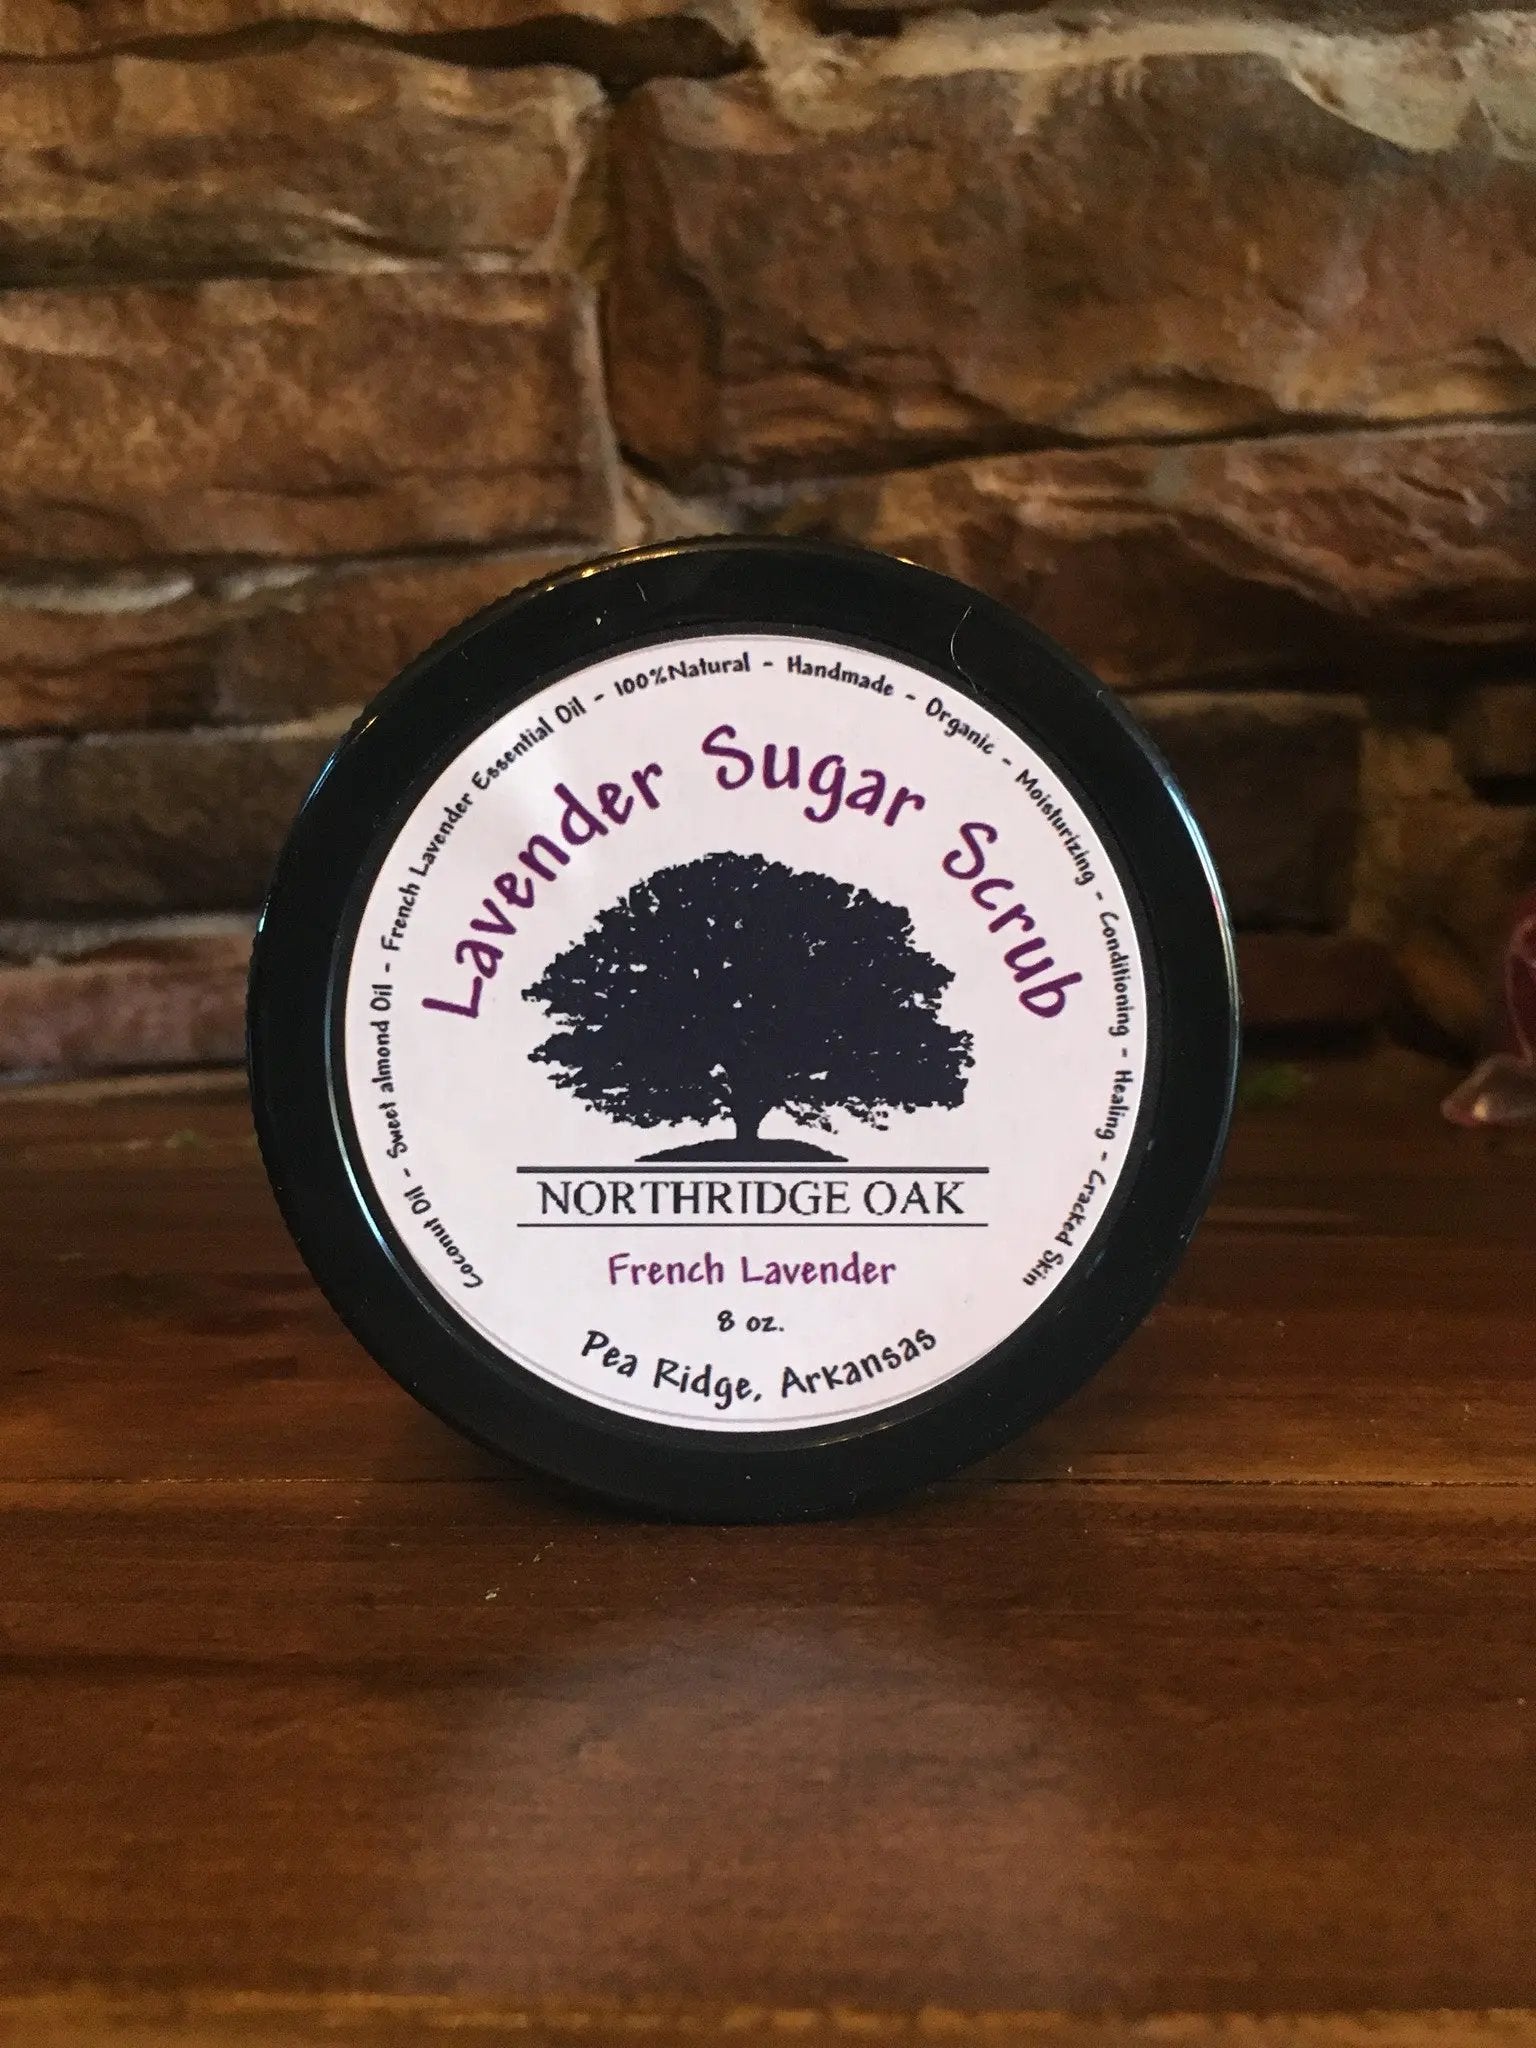 Coconut Oil - Sweet almond Oil - French Lavender Essential Oil - 100%Natural - Handmade - Organic - Moisturizing - Conditioning - Healing - Cracked Skin
Lavender Sugar Scrub
NORTHRIDGE OAK
French Lavender
8 oz.
Pea Ridge, Arkansas